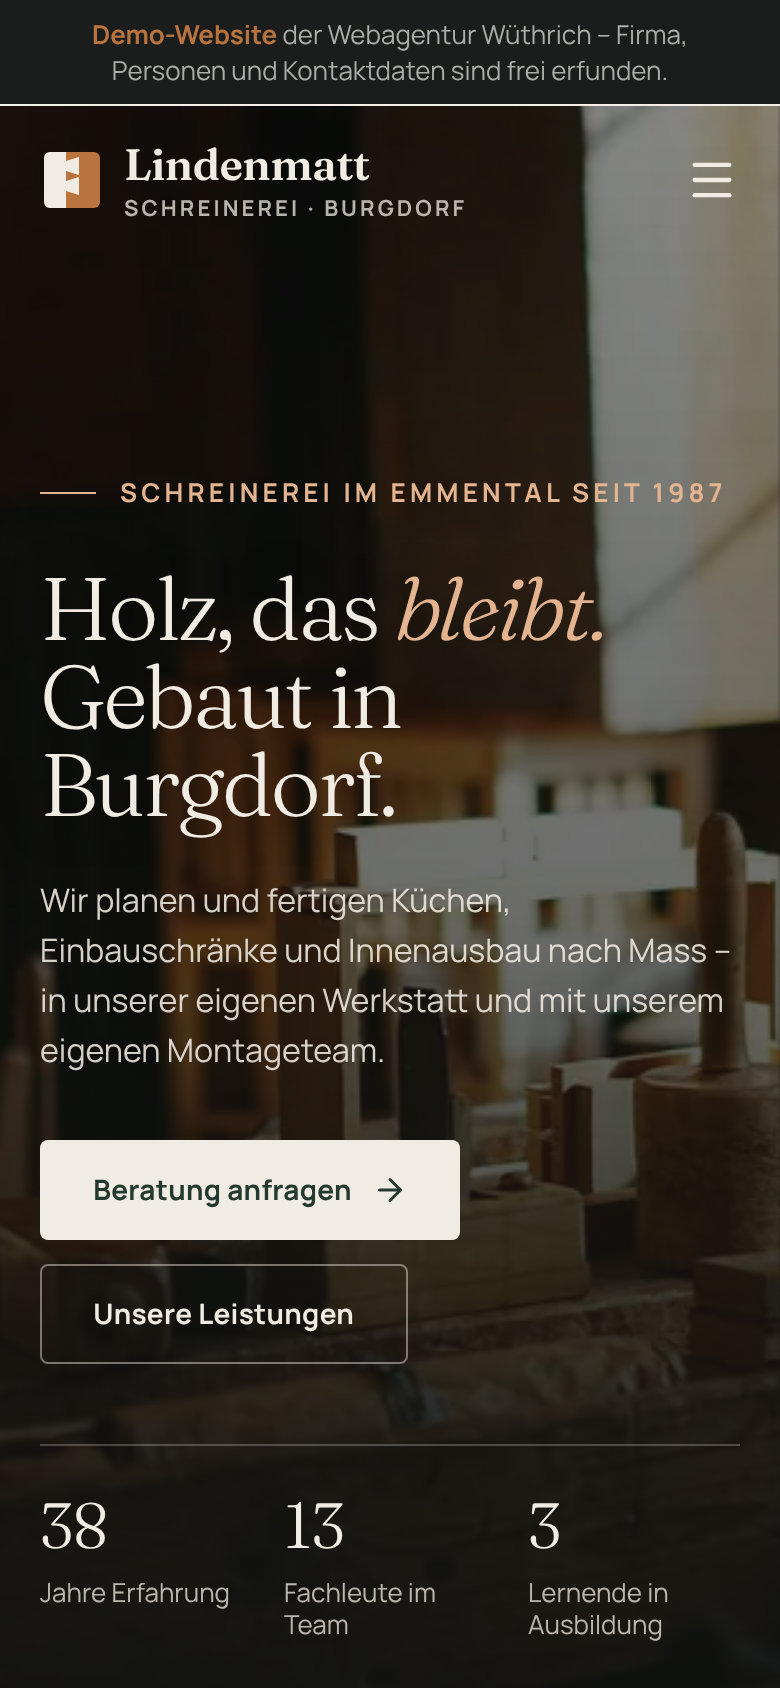 Demo-Website der Webagentur Wüthrich – Firma,
Personen und Kontaktdaten sind frei erfunden.
Lindenmatt
SCHREINEREI · BURGDORF
SCHREINEREI IM EMMENTAL SEIT 1987
Holz, das bleibt.
Gebaut in
Burgdorf.
Wir planen und fertigen Küchen,
Einbauschränke und Innenausbau nach Mass –
in unserer eigenen Werkstatt und mit unserem
eigenen Montageteam.
Beratung anfragen →
Unsere Leistungen
38
Jahre Erfahrung
13
Fachleute im
Team
3
Lernende in
Ausbildung